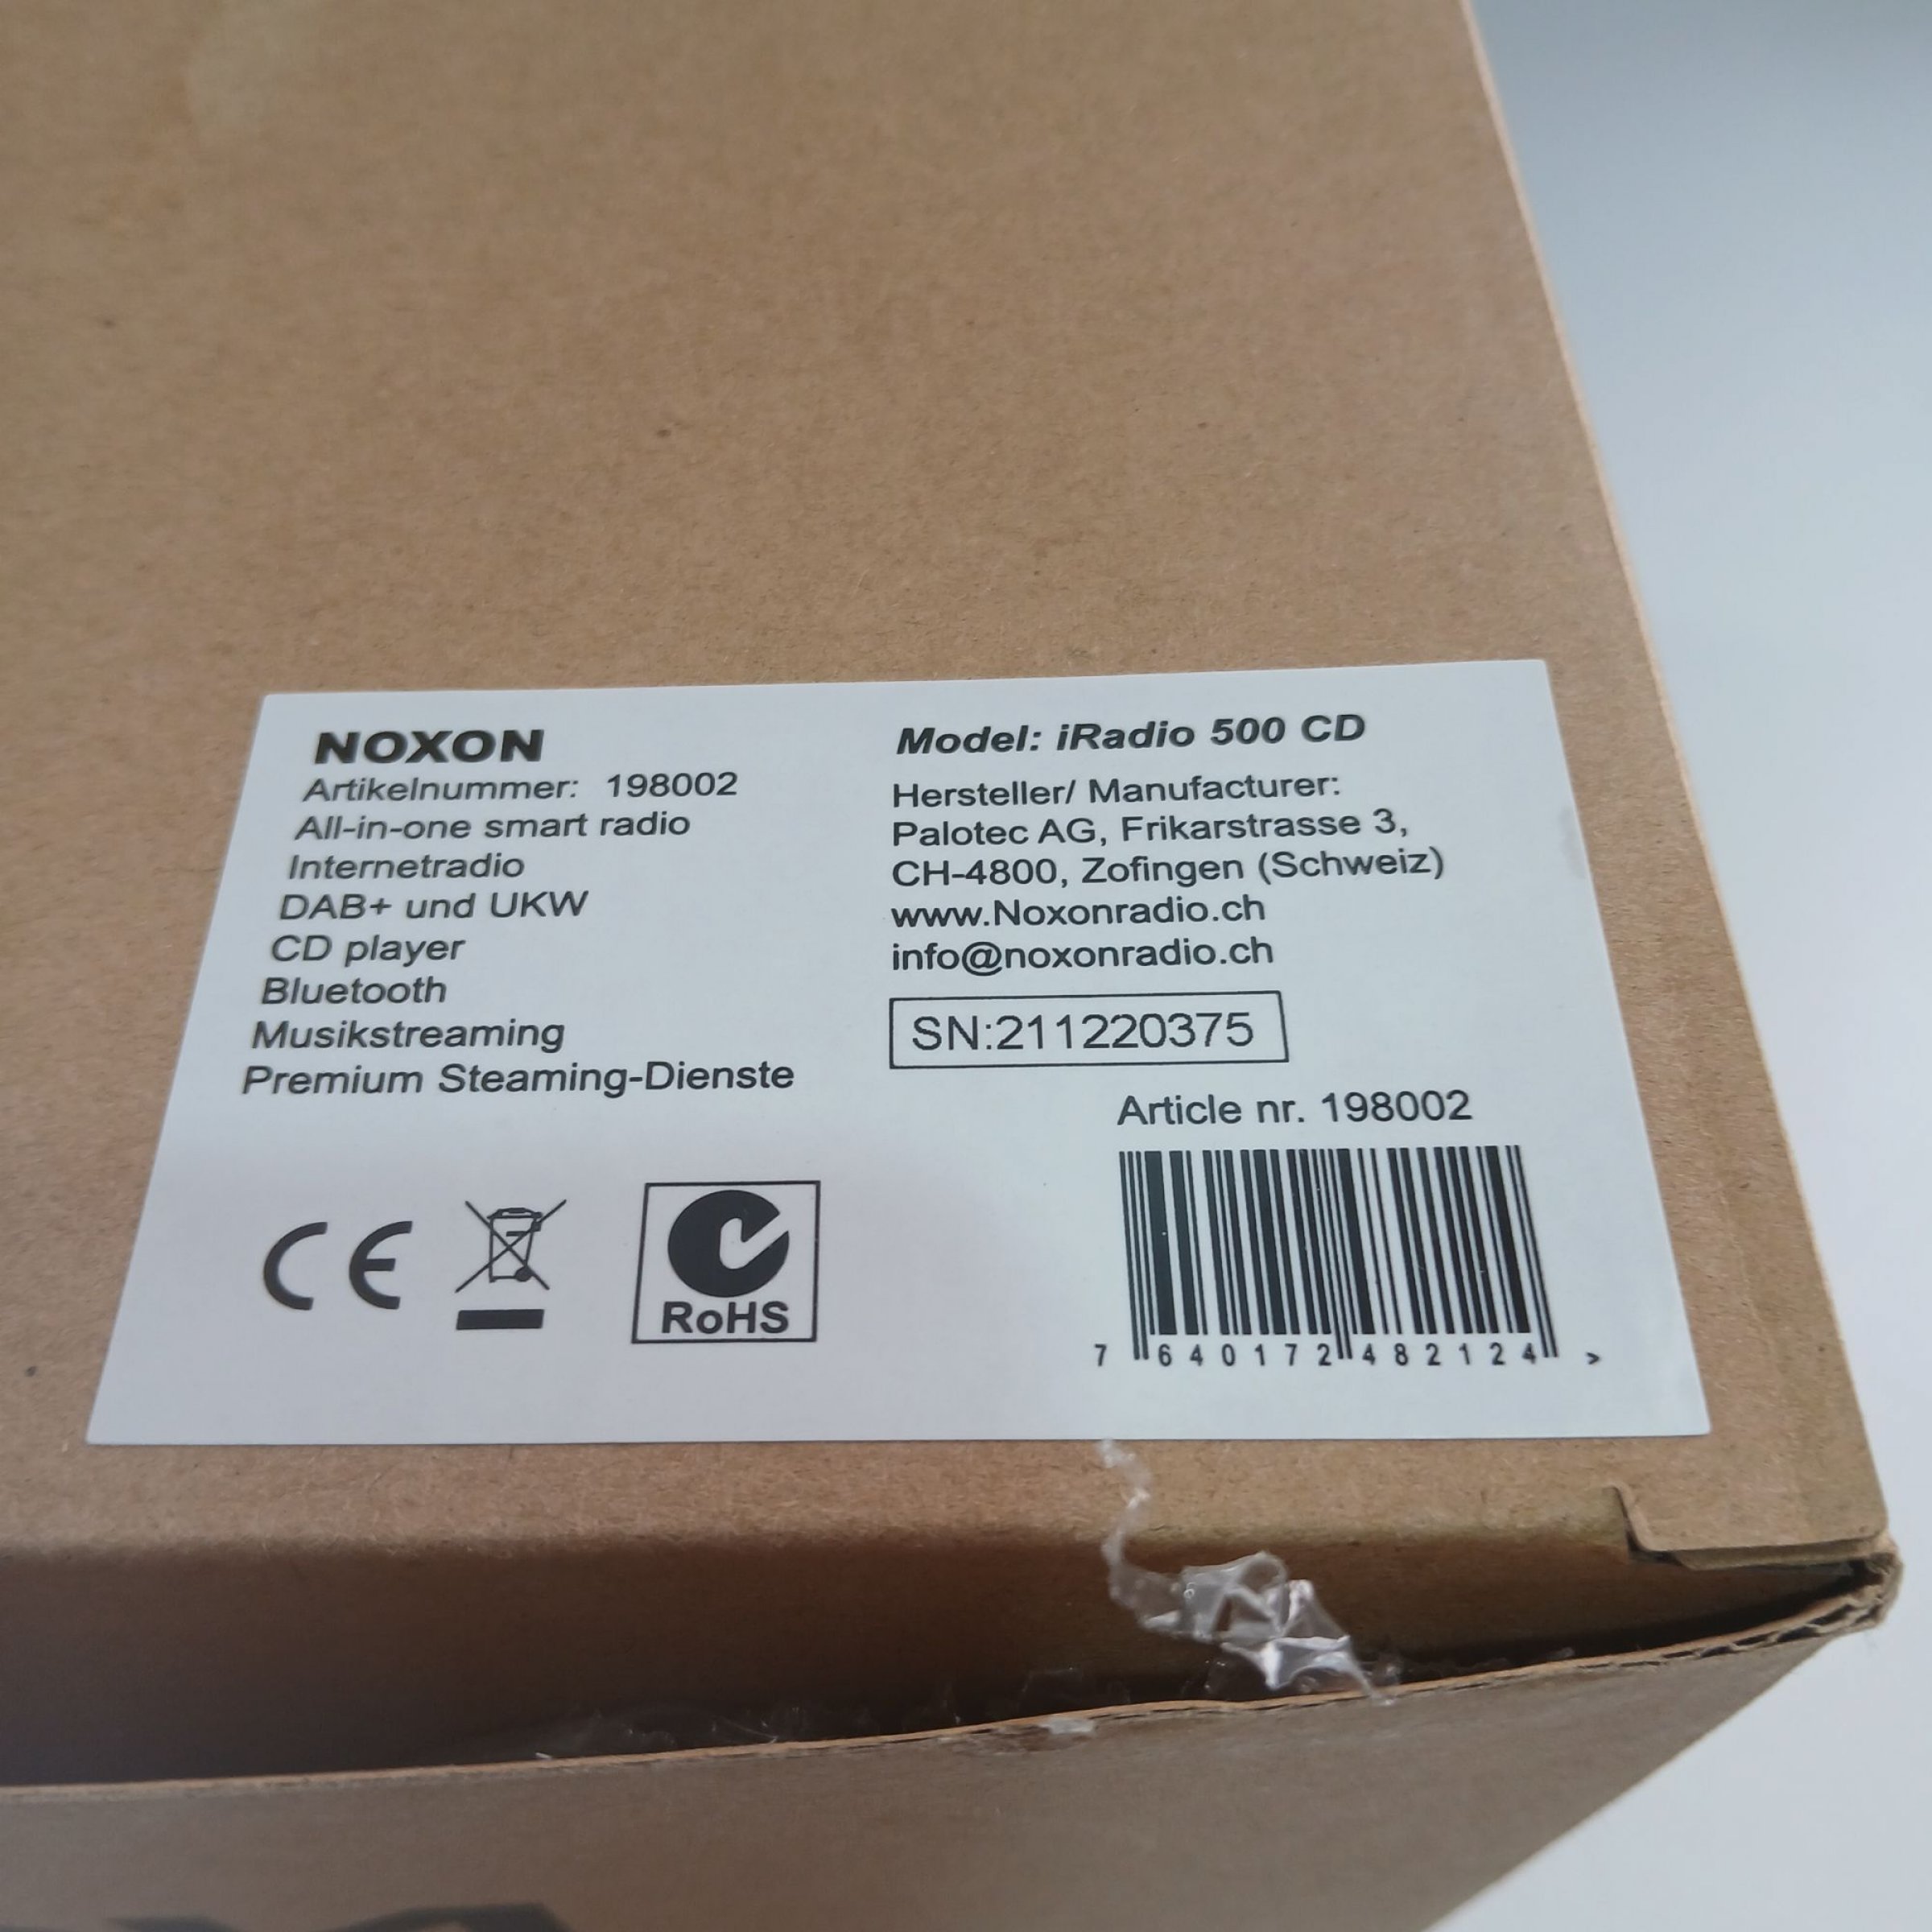 NOXON
Artikelnummer: 198002
All-in-one smart radio
Internetradio
DAB+ und UKW
CD player
Bluetooth
Musikstreaming
Premium Steaming-Dienste
Model: iRadio 500 CD
Hersteller/ Manufacturer:
Palotec AG, Frikarstrasse 3,
CH-4800, Zofingen (Schweiz)
www.Noxonradio.ch
info@noxonradio.ch
SN:211220375
Article nr. 198002
7 640172 482124 >
CE
RoHS